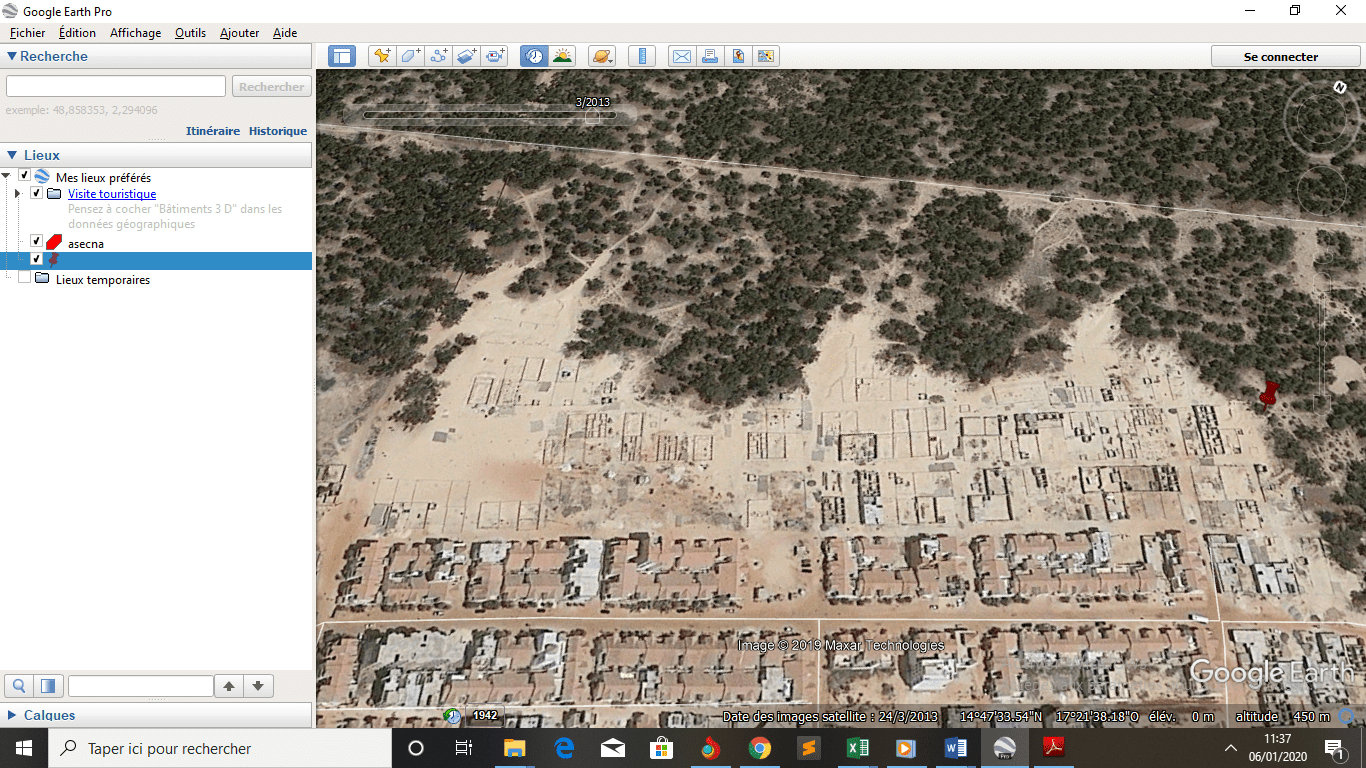 Google Earth Pro
Fichier Édition Affichage Outils Ajouter Aide
Recherche
Se connecter
Rechercher
exemple: 48,858353, 2,294096
Itinéraire Historique
Lieux
Mes lieux préférés
Visite touristique
Pensez à cocher "Bâtiments 3 D" dans les
données géographiques
asecna
Lieux temporaires
Calques
3/2013
N
Image © 2019 Maxar Technologies
Google Earth
1942
Date des images satellite : 24/3/2013 14°47'33.54"N 17°21'38.18"O élév. 0 m altitude 450 m
Taper ici pour rechercher
Pro
11:37
06/01/2020
1